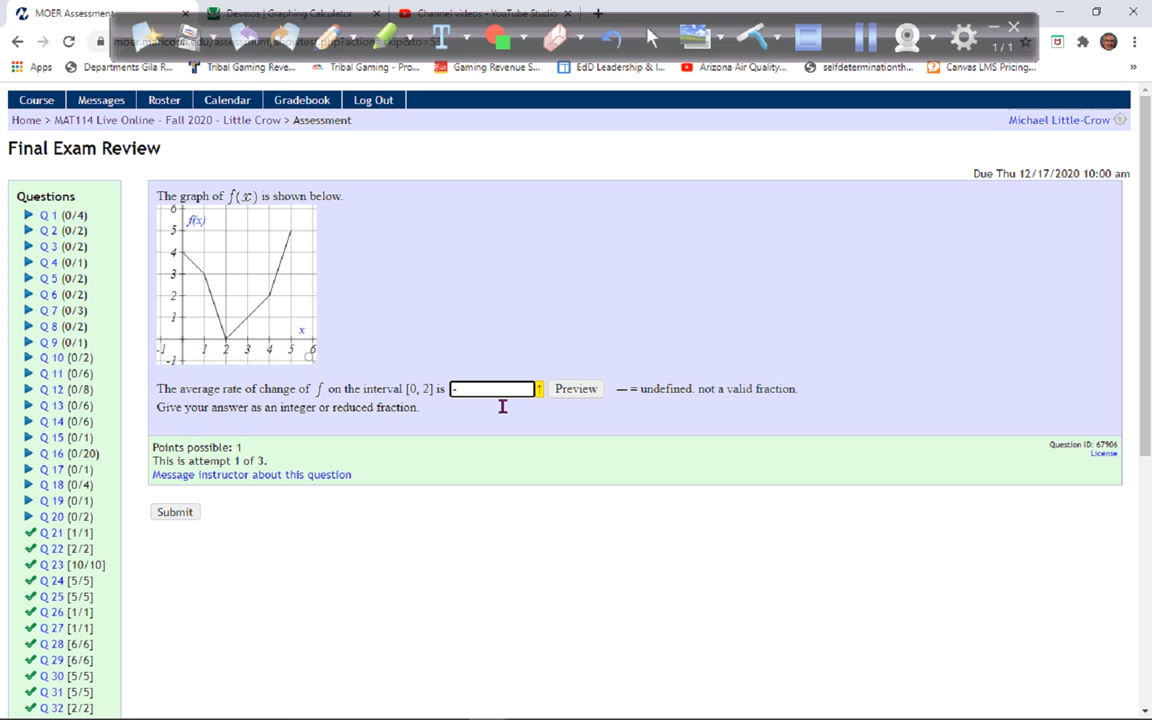 MOER Assessment
Desmos | Graphing Calculator
Channel videos - YouTube Studio
1/1
Apps
Departments Gila R...
Tribal Gaming Reve...
Tribal Gaming - Pro...
Gaming Revenue S...
EdD Leadership & I...
Arizona Air Quality...
selfdeterminationth...
Canvas LMS Pricing...
»
Course
Messages
Roster
Calendar
Gradebook
Log Out
Home > MAT114 Live Online - Fall 2020 - Little Crow > Assessment
Michael Little-Crow
Final Exam Review
Due Thu 12/17/2020 10:00 am
Questions
Q 1 (0/4)
Q 2 (0/2)
Q 3 (0/2)
Q 4 (0/1)
Q 5 (0/2)
Q 6 (0/2)
Q 7 (0/3)
Q 8 (0/2)
Q 9 (0/1)
Q 10 (0/2)
Q 11 (0/6)
Q 12 (0/8)
Q 13 (0/6)
Q 14 (0/6)
Q 15 (0/1)
Q 16 (0/20)
Q 17 (0/1)
Q 18 (0/4)
Q 19 (0/1)
Q 20 (0/2)
Q 21 [1/1]
Q 22 [2/2]
Q 23 [10/10]
Q 24 [5/5]
Q 25 [5/5]
Q 26 [1/1]
Q 27 [1/1]
Q 28 [6/6]
Q 29 [6/6]
Q 30 [5/5]
Q 31 [5/5]
Q 32 [2/2]
The graph of f(x) is shown below.
6
f(x)
5
4
3
2
1
x
-1 1 2 3 4 5 6
-1
The average rate of change of f on the interval [0, 2] is - ↑ Preview — = undefined. not a valid fraction.
Give your answer as an integer or reduced fraction.
Points possible: 1
This is attempt 1 of 3.
Message instructor about this question
Question ID: 67906
License
Submit